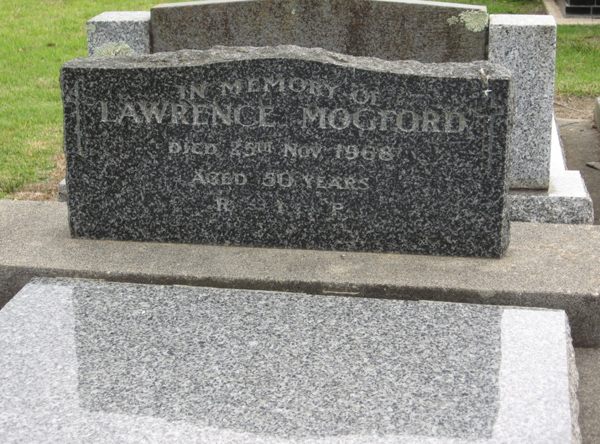 IN MEMORY OF
LAWRENCE MOGFORD
DIED 25TH NOV. 1968
AGED 50 YEARS
R. I. P.